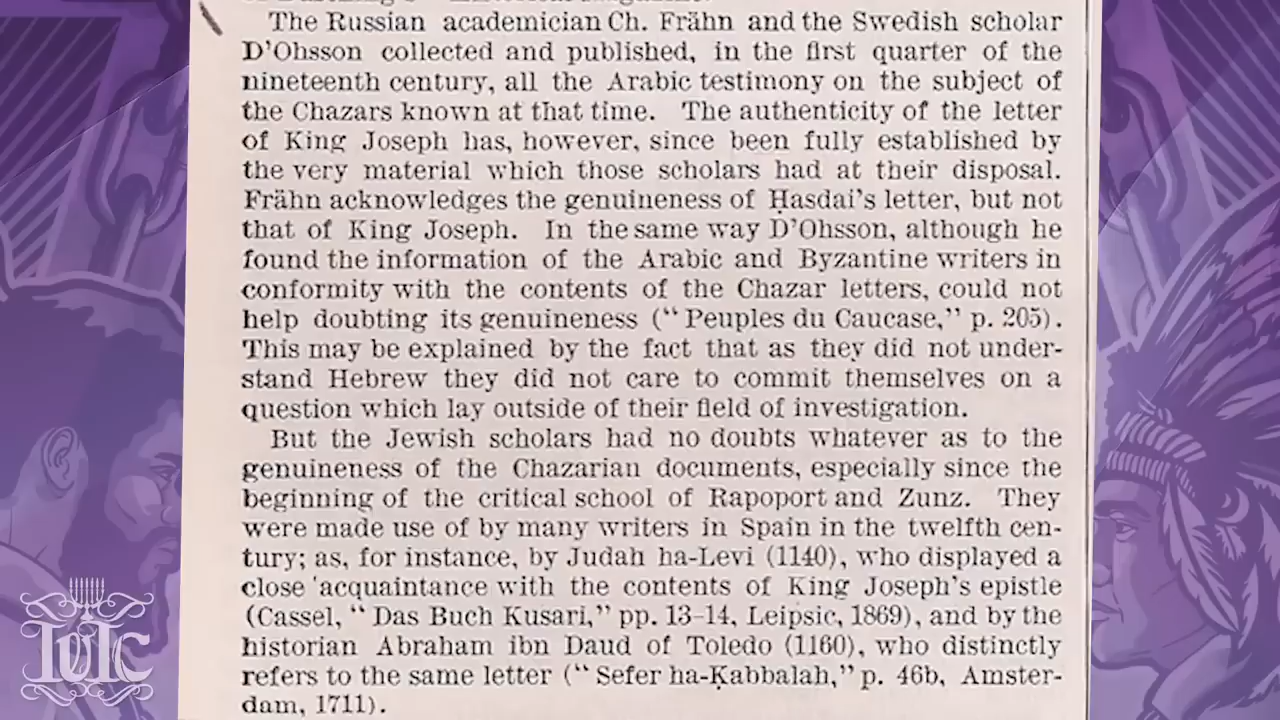 The Russian academician Ch. Frähn and the Swedish scholar
D'Ohsson collected and published, in the first quarter of the
nineteenth century, all the Arabic testimony on the subject of
the Chazars known at that time. The authenticity of the letter
of King Joseph has, however, since been fully established by
the very material which those scholars had at their disposal.
Frähn acknowledges the genuineness of Ḥasdai's letter, but not
that of King Joseph. In the same way D'Ohsson, although he
found the information of the Arabic and Byzantine writers in
conformity with the contents of the Chazar letters, could not
help doubting its genuineness ("Peuples du Caucase," p. 205).
This may be explained by the fact that as they did not under-
stand Hebrew they did not care to commit themselves on a
question which lay outside of their field of investigation.
But the Jewish scholars had no doubts whatever as to the
genuineness of the Chazarian documents, especially since the
beginning of the critical school of Rapoport and Zunz. They
were made use of by many writers in Spain in the twelfth cen-
tury; as, for instance, by Judah ha-Levi (1140), who displayed a
close acquaintance with the contents of King Joseph's epistle
(Cassel, "Das Buch Kusari," pp. 13-14, Leipsic, 1869), and by the
historian Abraham ibn Daud of Toledo (1160), who distinctly
refers to the same letter ("Sefer ha-Ḳabbalah," p. 46b, Amster-
dam, 1711).
IUIC